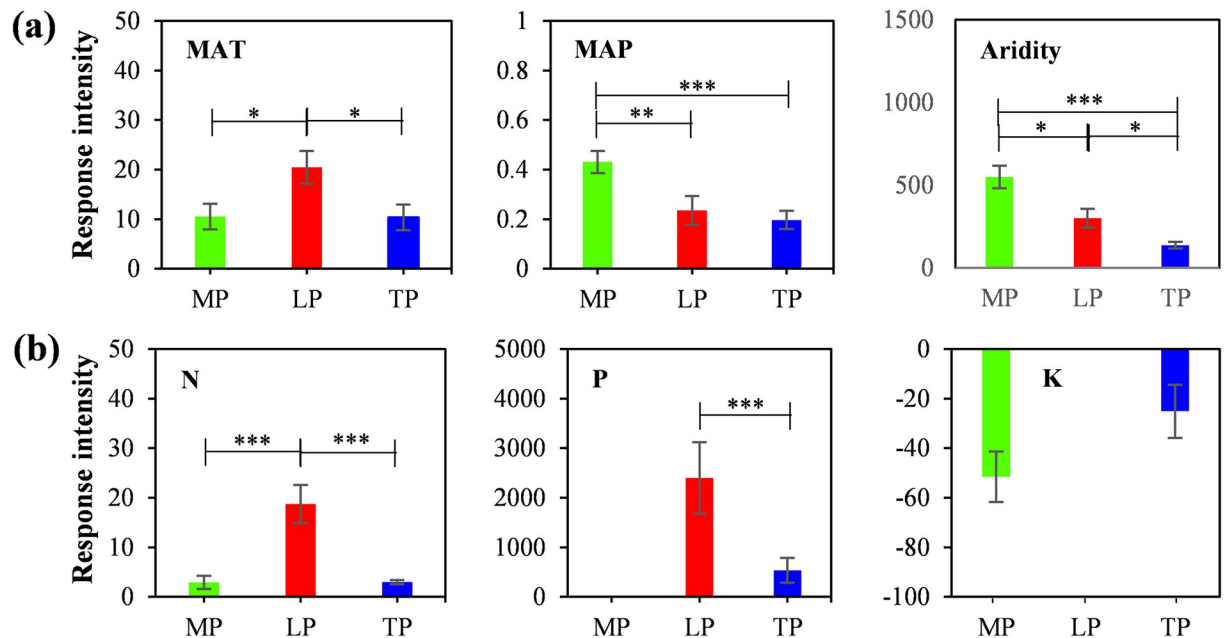 (a)
Response intensity
50
40
30
20
10
0
MAT
* *
MP LP TP
1
0.8
0.6
0.4
0.2
0
MAP
***
**
MP LP TP
1500
1000
500
0
Aridity
***
* *
MP LP TP
(b)
Response intensity
50
40
30
20
10
0
N
*** ***
MP LP TP
5000
4000
3000
2000
1000
0
P
***
MP LP TP
0
-20
-40
-60
-80
-100
K
MP LP TP